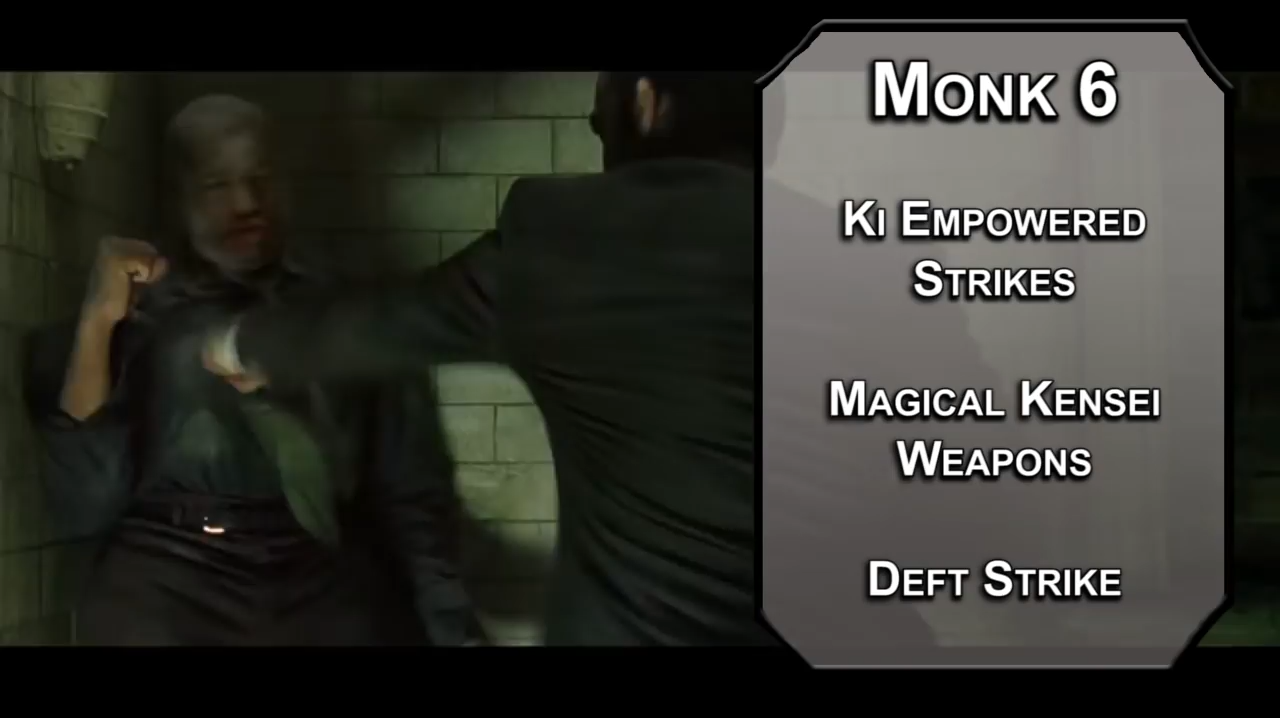 Monk 6
Ki Empowered
Strikes
Magical Kensei
Weapons
Deft Strike